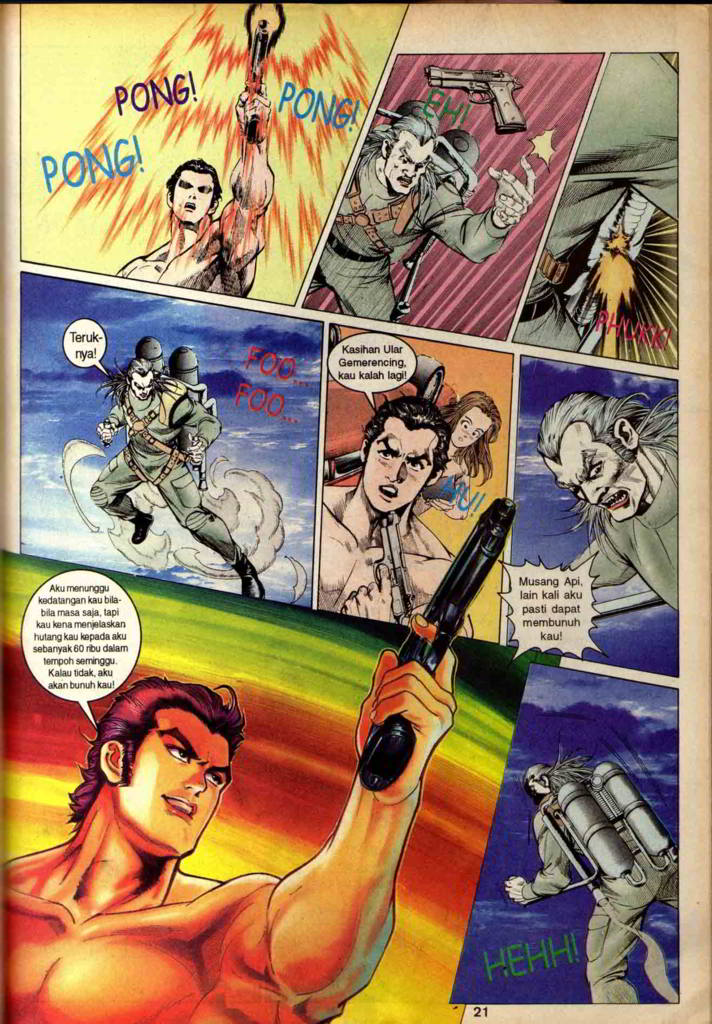 PONG!
PONG!
PONG!
EH!
PHUKK!
Teruk-
nya!
FOO...
FOO...
Kasihan Ular
Gemerencing,
kau kalah lagi!
Musang Api,
lain kali aku
pasti dapat
membunuh
kau!
Aku menunggu
kedatangan kau bila-
bila masa saja, tapi
kau kena menjelaskan
hutang kau kepada aku
sebanyak 60 ribu dalam
tempoh seminggu.
Kalau tidak, aku
akan bunuh kau!
HEHH!
21